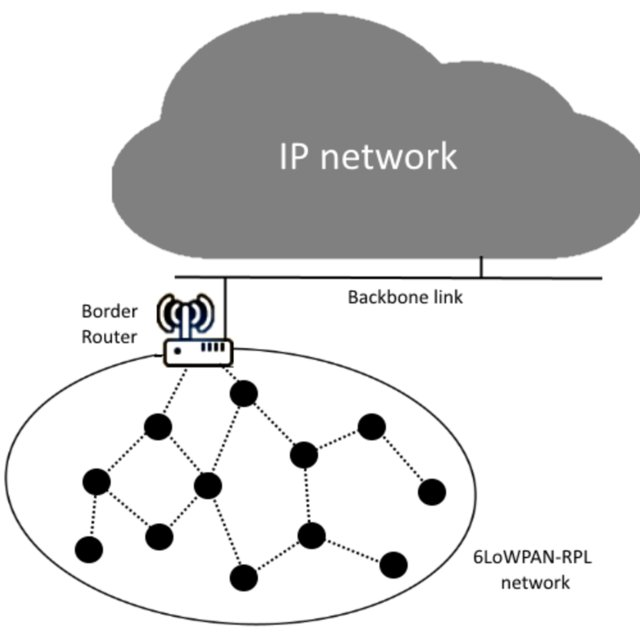 IP network
Backbone link
Border
Router
6LoWPAN-RPL
network